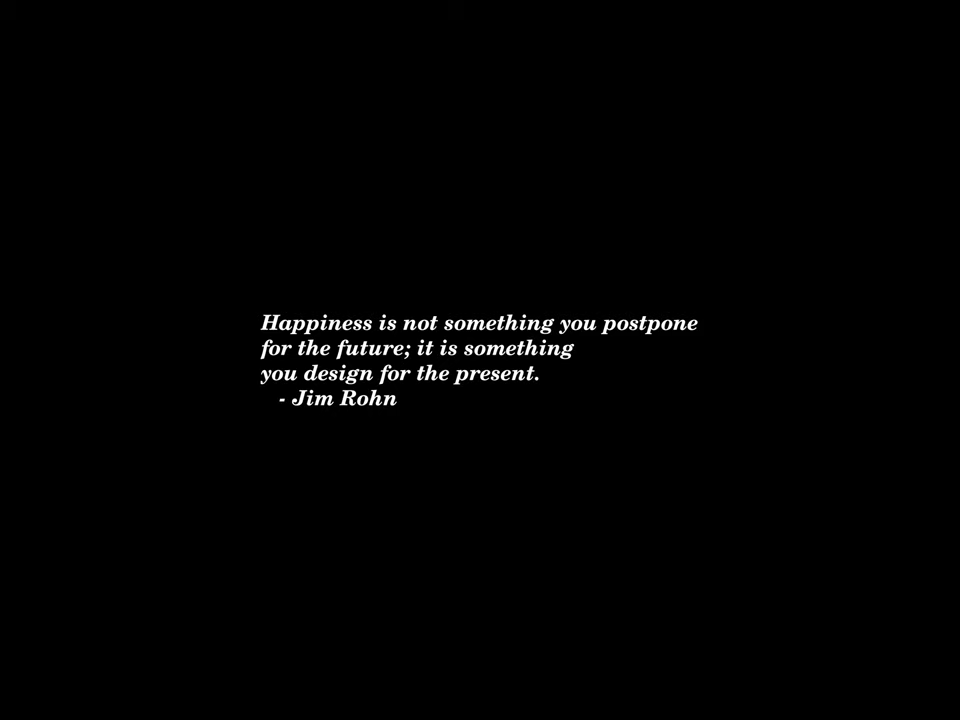 Happiness is not something you postpone
for the future; it is something
you design for the present.
- Jim Rohn